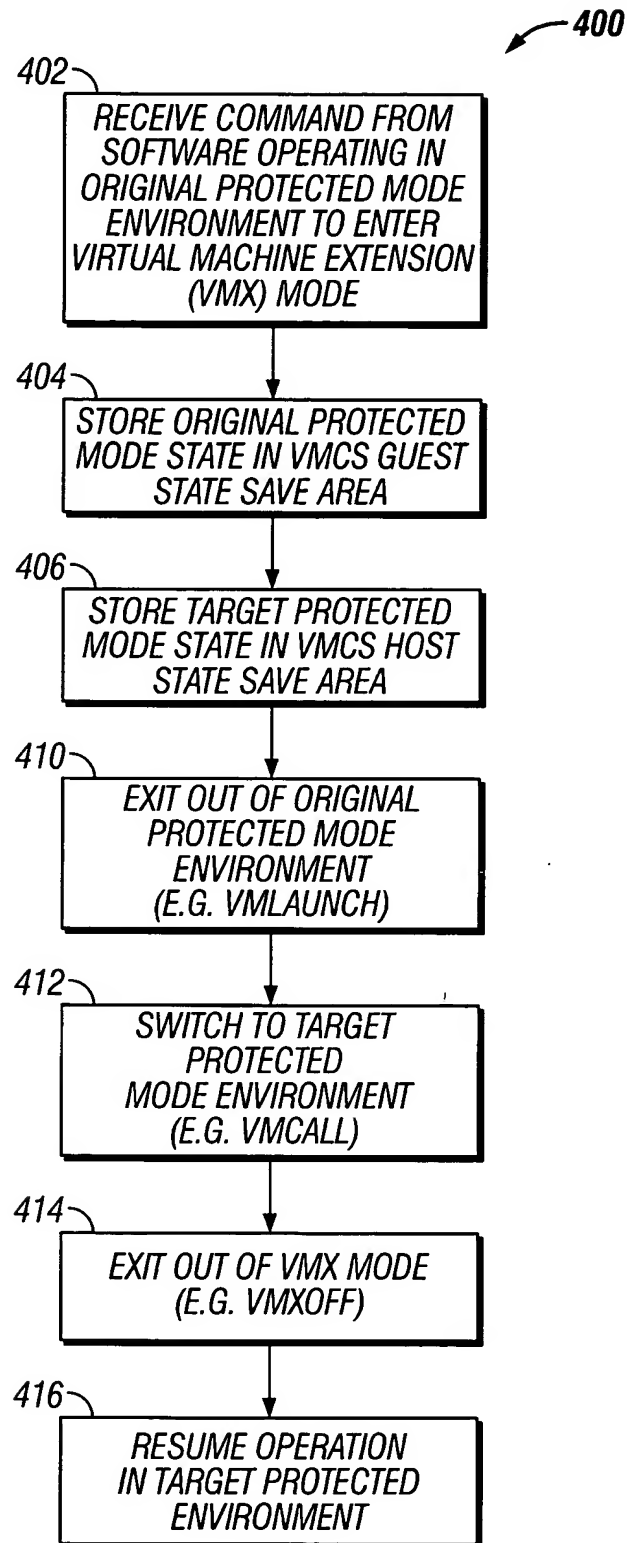 400
402
RECEIVE COMMAND FROM
SOFTWARE OPERATING IN
ORIGINAL PROTECTED MODE
ENVIRONMENT TO ENTER
VIRTUAL MACHINE EXTENSION
(VMX) MODE
404
STORE ORIGINAL PROTECTED
MODE STATE IN VMCS GUEST
STATE SAVE AREA
406
STORE TARGET PROTECTED
MODE STATE IN VMCS HOST
STATE SAVE AREA
410
EXIT OUT OF ORIGINAL
PROTECTED MODE
ENVIRONMENT
(E.G. VMLAUNCH)
412
SWITCH TO TARGET
PROTECTED
MODE ENVIRONMENT
(E.G. VMCALL)
414
EXIT OUT OF VMX MODE
(E.G. VMXOFF)
416
RESUME OPERATION
IN TARGET PROTECTED
ENVIRONMENT